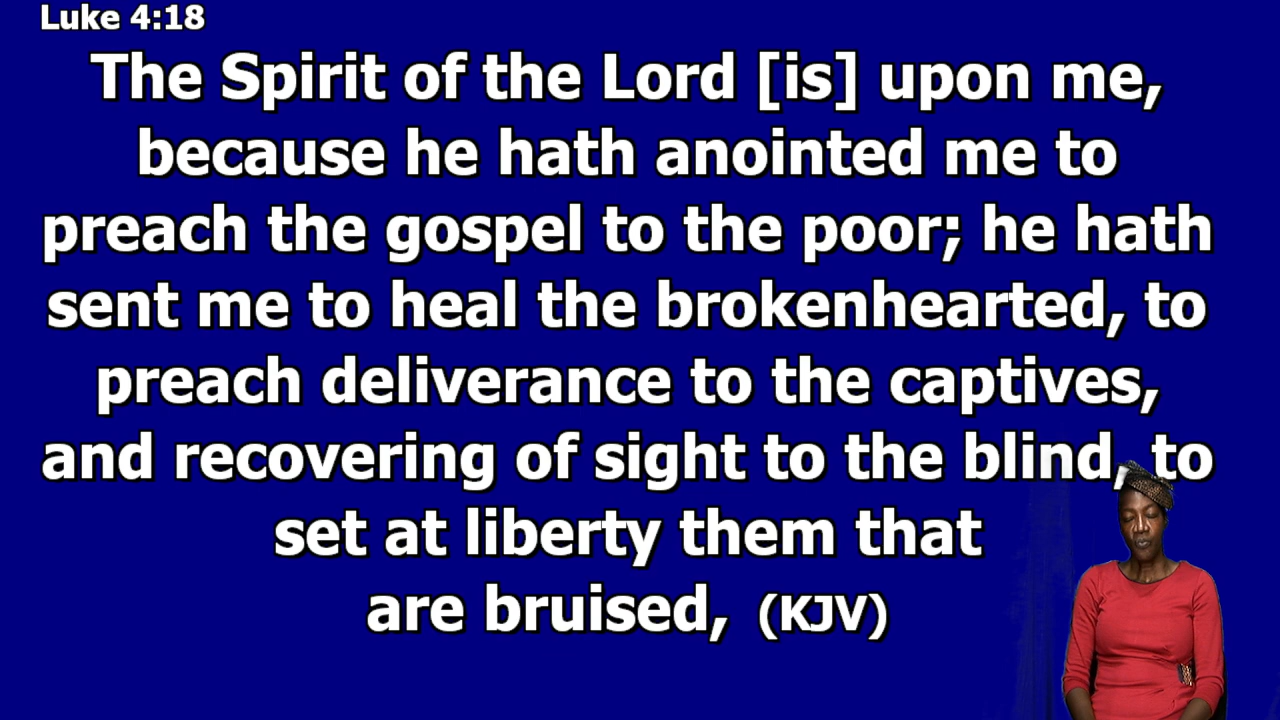 Luke 4:18
The Spirit of the Lord [is] upon me,
because he hath anointed me to
preach the gospel to the poor; he hath
sent me to heal the brokenhearted, to
preach deliverance to the captives,
and recovering of sight to the blind, to
set at liberty them that
are bruised, (KJV)